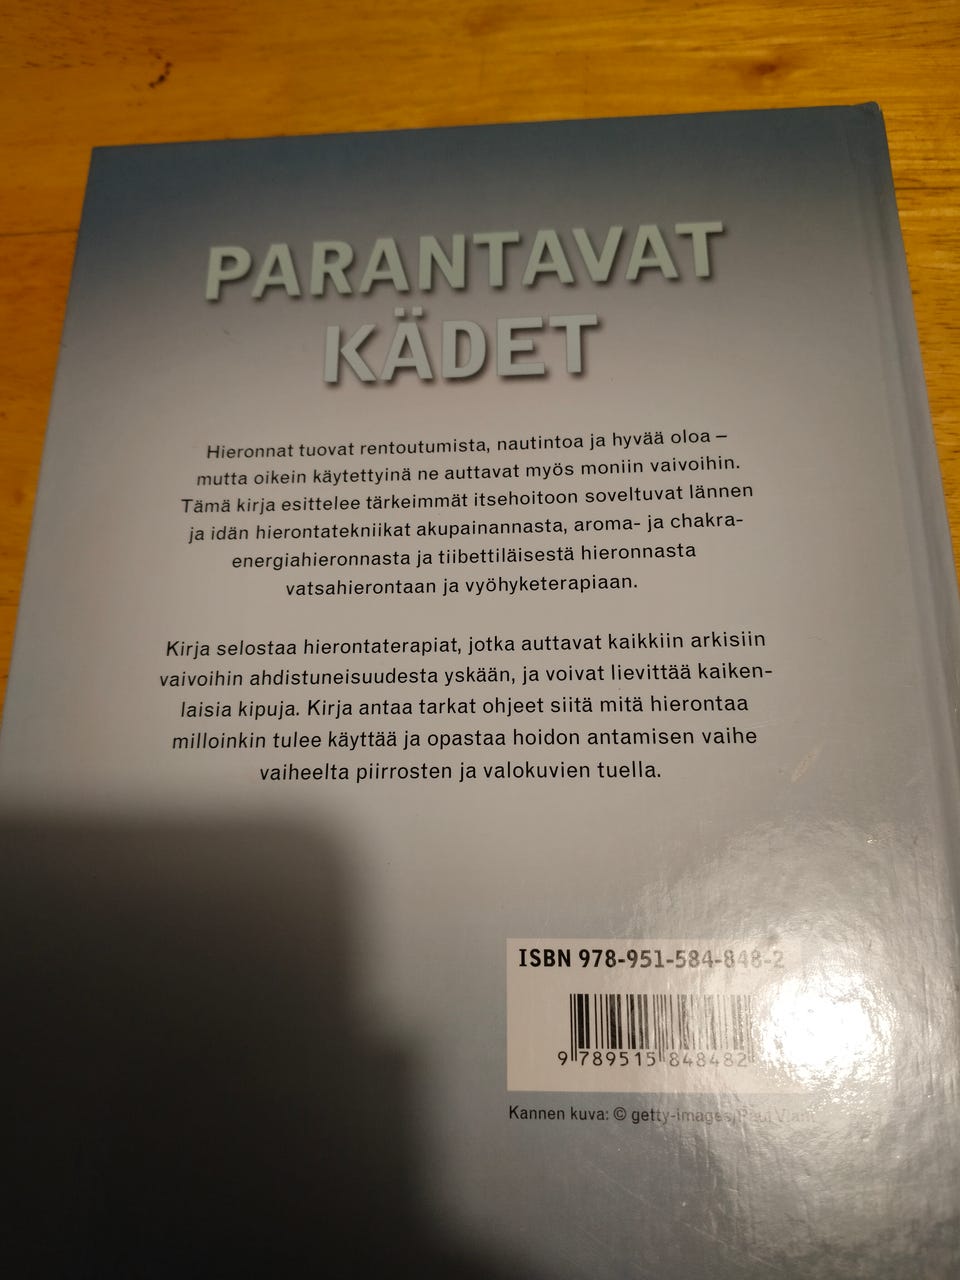 PARANTAVAT
KÄDET
Hieronnat tuovat rentoutumista, nautintoa ja hyvää oloa –
mutta oikein käytettyinä ne auttavat myös moniin vaivoihin.
Tämä kirja esittelee tärkeimmät itsehoitoon soveltuvat lännen
ja idän hierontatekniikat akupainannasta, aroma- ja chakra-
energiahieronnasta ja tiibettiläisestä hieronnasta
vatsahierontaan ja vyöhyketerapiaan.
Kirja selostaa hierontaterapiat, jotka auttavat kaikkiin arkisiin
vaivoihin ahdistuneisuudesta yskään, ja voivat lievittää kaiken-
laisia kipuja. Kirja antaa tarkat ohjeet siitä mitä hierontaa
milloinkin tulee käyttää ja opastaa hoidon antamisen vaihe
vaiheelta piirrosten ja valokuvien tuella.
ISBN 978-951-584-848-2
9 789515 848482
Kannen kuva: © getty-images/Paul